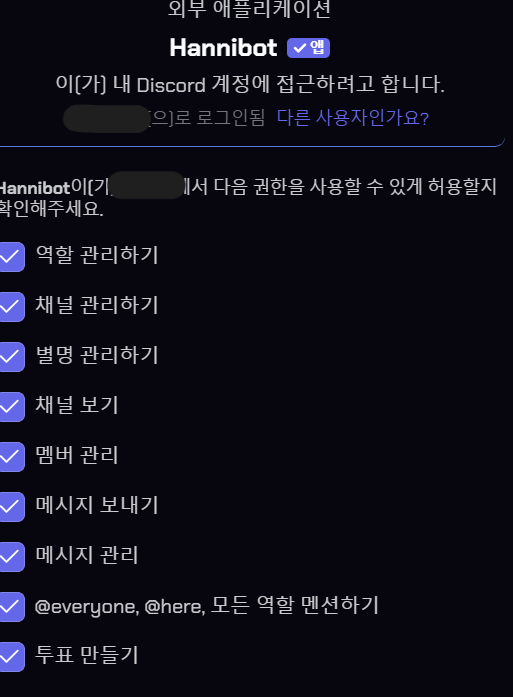 외부 애플리케이션
Hannibot 앱
이(가) 내 Discord 계정에 접근하려고 합니다.
(으)로 로그인됨 다른 사용자인가요?
Hannibot이(가 에서 다음 권한을 사용할 수 있게 허용할지
확인해주세요.
역할 관리하기
채널 관리하기
별명 관리하기
채널 보기
멤버 관리
메시지 보내기
메시지 관리
@everyone, @here, 모든 역할 멘션하기
투표 만들기